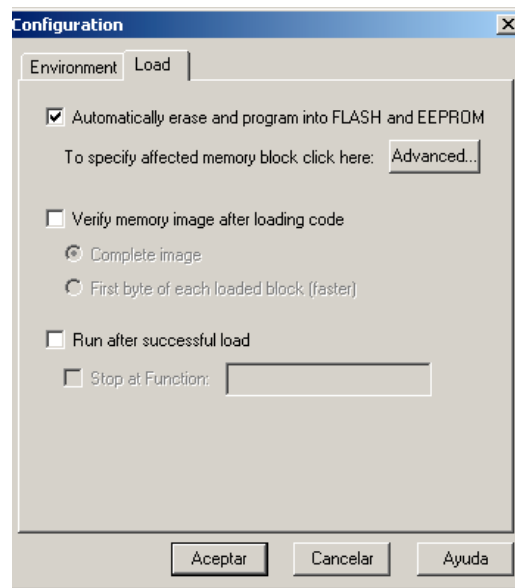 Configuration
Environment Load
Automatically erase and program into FLASH and EEPROM
To specify affected memory block click here: Advanced...
Verify memory image after loading code
Complete image
First byte of each loaded block (faster)
Run after successful load
Stop at Function:
Aceptar Cancelar Ayuda